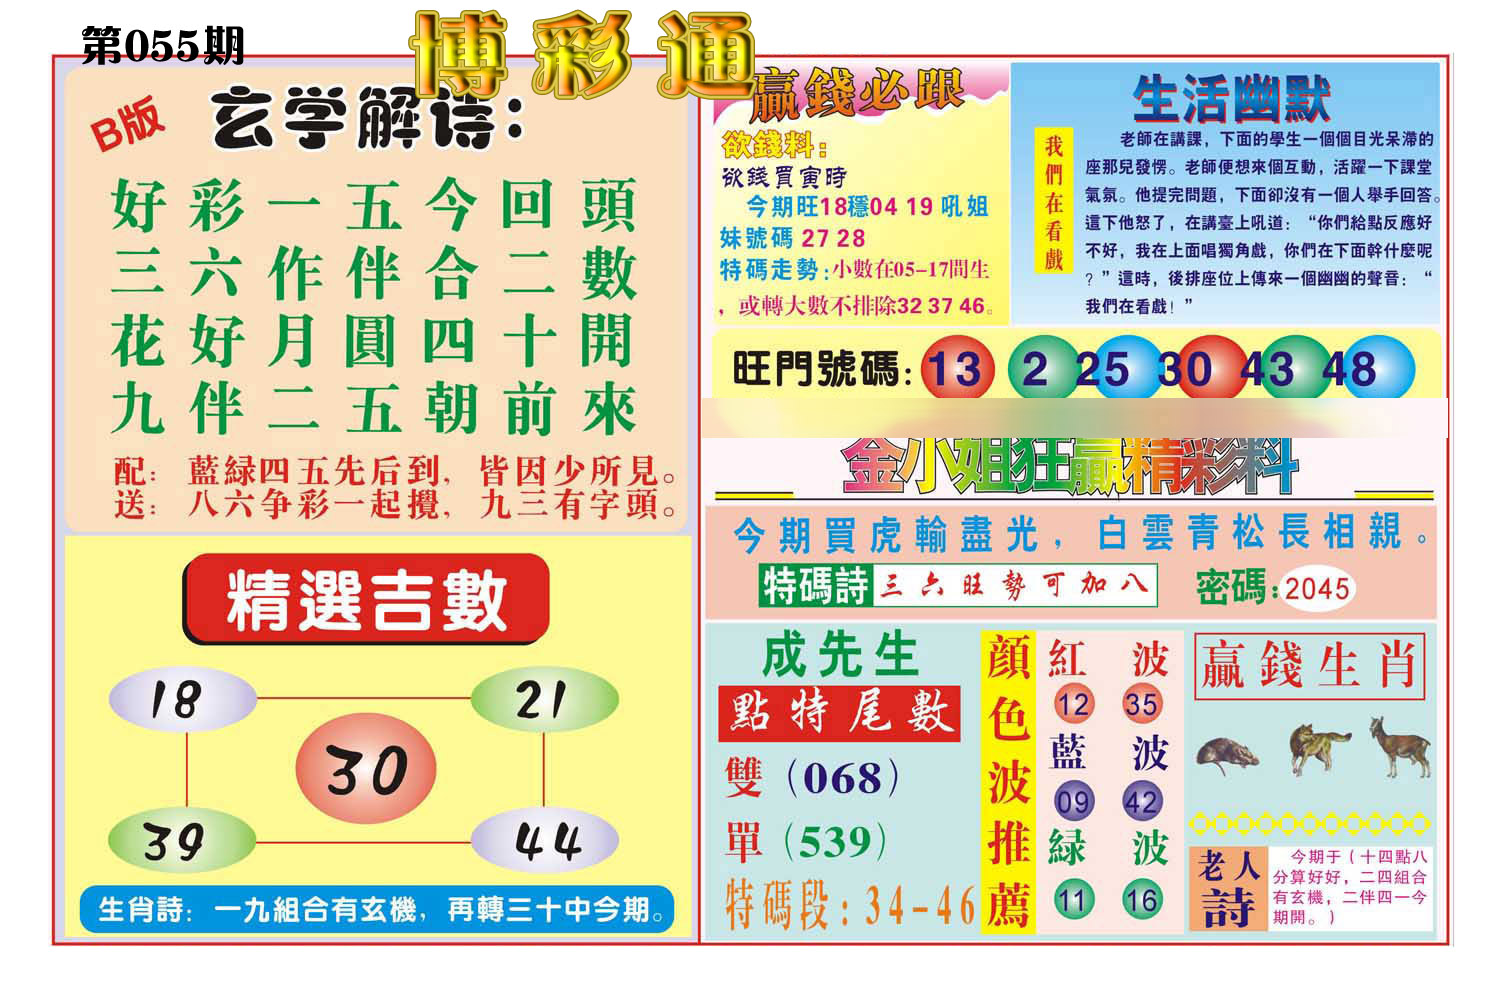 第055期
博彩通
B版
玄学解诗:
好彩一五今回頭
三六作伴合二數
花好月圓四十開
九伴二五朝前來
配：藍緑四五先后到，皆因少所見。
送：八六争彩一起攪，九三有字頭。
精選吉數
18
21
30
39
44
生肖詩：一九組合有玄機，再轉三十中今期。
贏錢必跟
欲錢料：
欲錢買寅時
今期旺18穩04 19 吼姐
妹號碼 27 28
特碼走勢:小數在05-17間生
，或轉大數不排除32 37 46。
生活幽默
我們在看戲
老師在講課，下面的學生一個個目光呆滯的
座那兒發愣。老師便想來個互動，活躍一下課堂
氣氛。他提完問題，下面卻沒有一個人舉手回答。
這下他怒了，在講臺上吼道：“你們給點反應好
不好，我在上面唱獨角戲，你們在下面幹什麼呢
？”這時，後排座位上傳來一個幽幽的聲音：“
我們在看戲！”
旺門號碼: 13 2 25 30 43 48
金小姐狂贏精彩料
今期買虎輸盡光，白雲青松長相親。
特碼詩 三六旺勢可加八 密碼:2045
成先生
點特尾數
雙（068）
單（539）
特碼段：34-46
顔色波推薦
紅波
12 35
藍波
09 42
緑波
11 16
贏錢生肖
老人詩
今期于（十四點八
分算好好，二四組合
有玄機，二伴四一今
期開。）